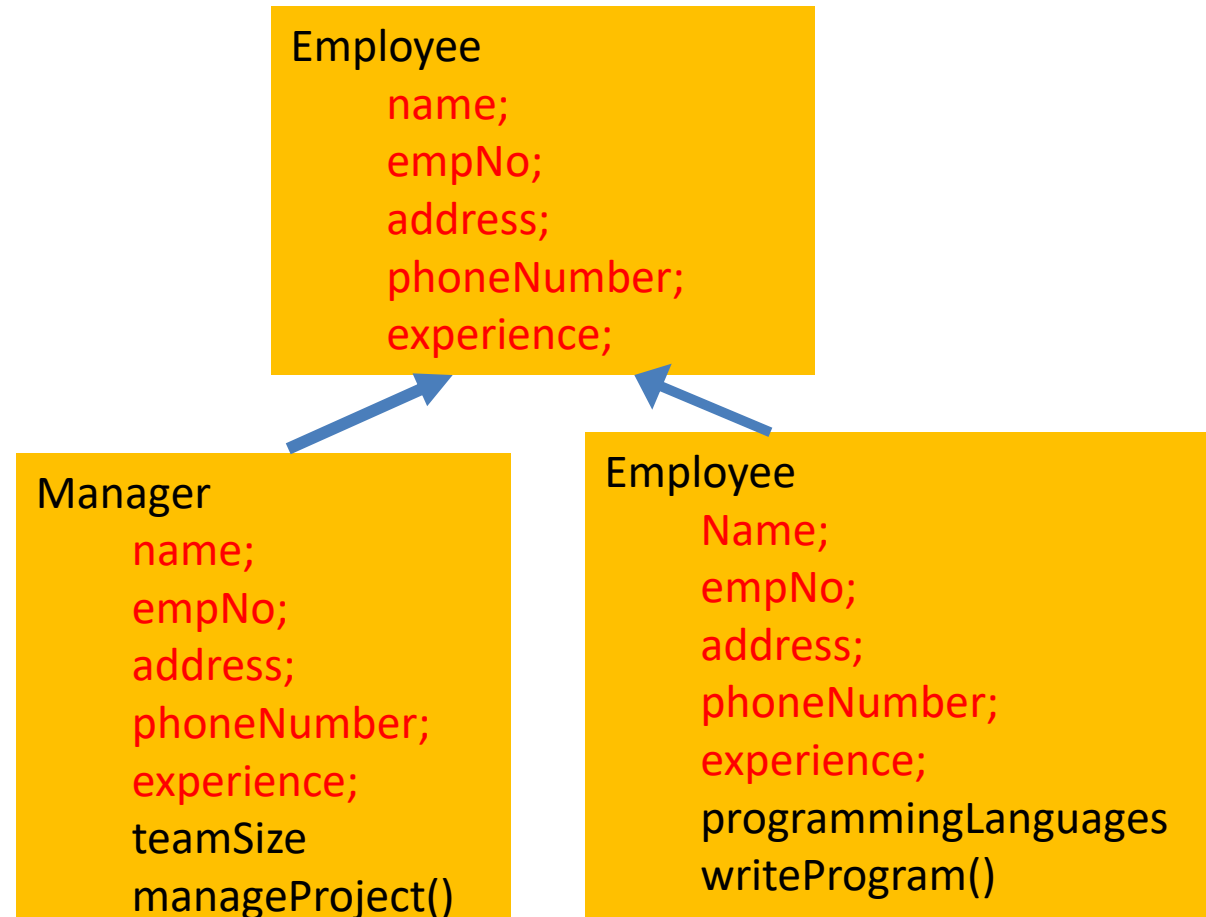 Employee
name;
empNo;
address;
phoneNumber;
experience;
Manager
name;
empNo;
address;
phoneNumber;
experience;
teamSize
manageProject()
Employee
Name;
empNo;
address;
phoneNumber;
experience;
programmingLanguages
writeProgram()